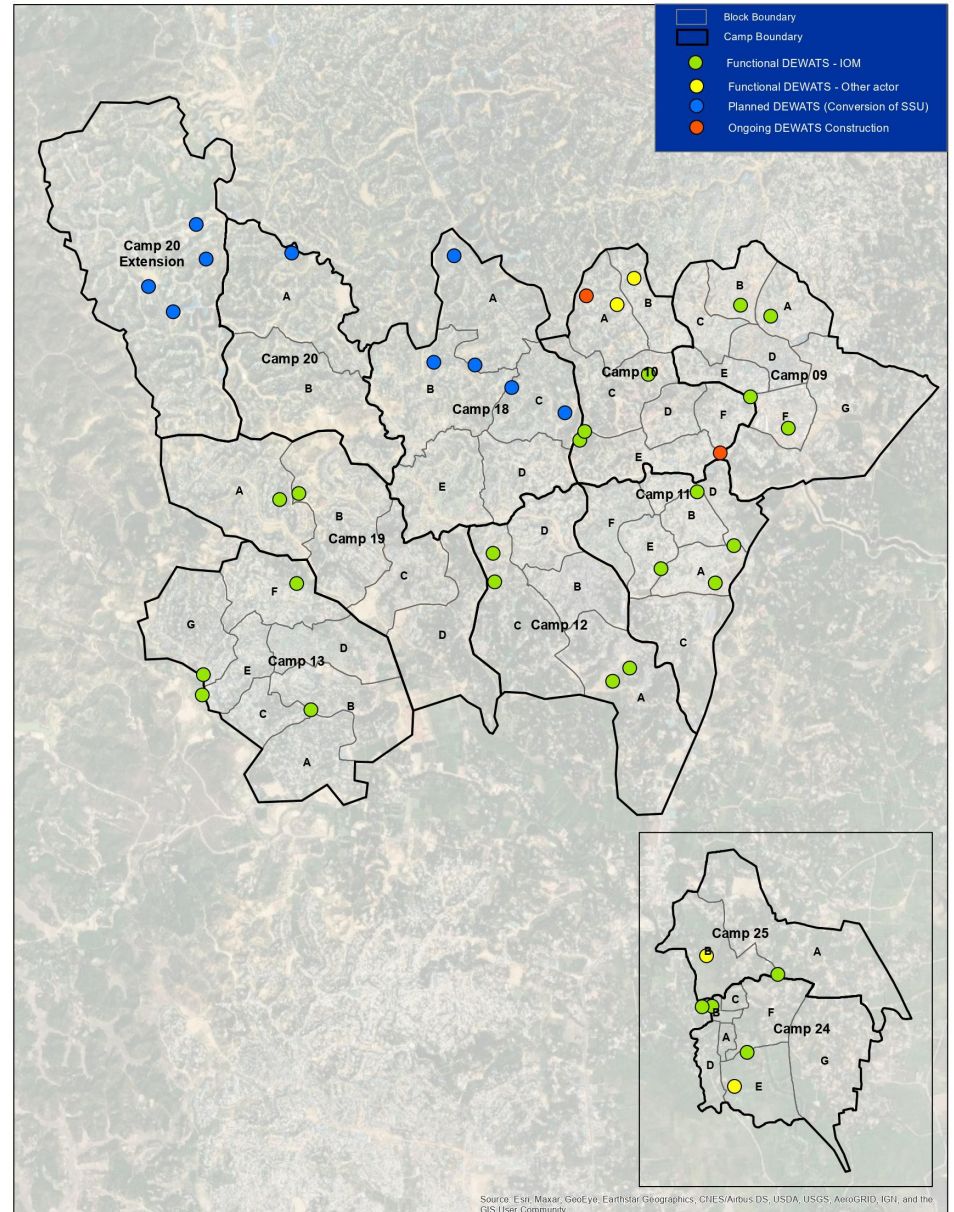 Block Boundary
Camp Boundary
Functional DEWATS - IOM
Functional DEWATS - Other actor
Planned DEWATS (Conversion of SSU)
Ongoing DEWATS Construction
Camp 20
Extension
A
Camp 20
B
A
B
Camp 18
C
E
D
A
B
Camp 10
C
D
F
E
B
A
C
D
E
Camp 09
F
G
A
B
Camp 19
C
D
Camp 11
D
B
F
E
A
C
D
B
C
Camp 12
A
F
G
D
E
Camp 13
C
B
A
Camp 25
B
A
C
B
F
Camp 24
A
D
G
E
Source: Esri, Maxar, GeoEye, Earthstar Geographics, CNES/Airbus DS, USDA, USGS, AeroGRID, IGN, and the
GIS User Community